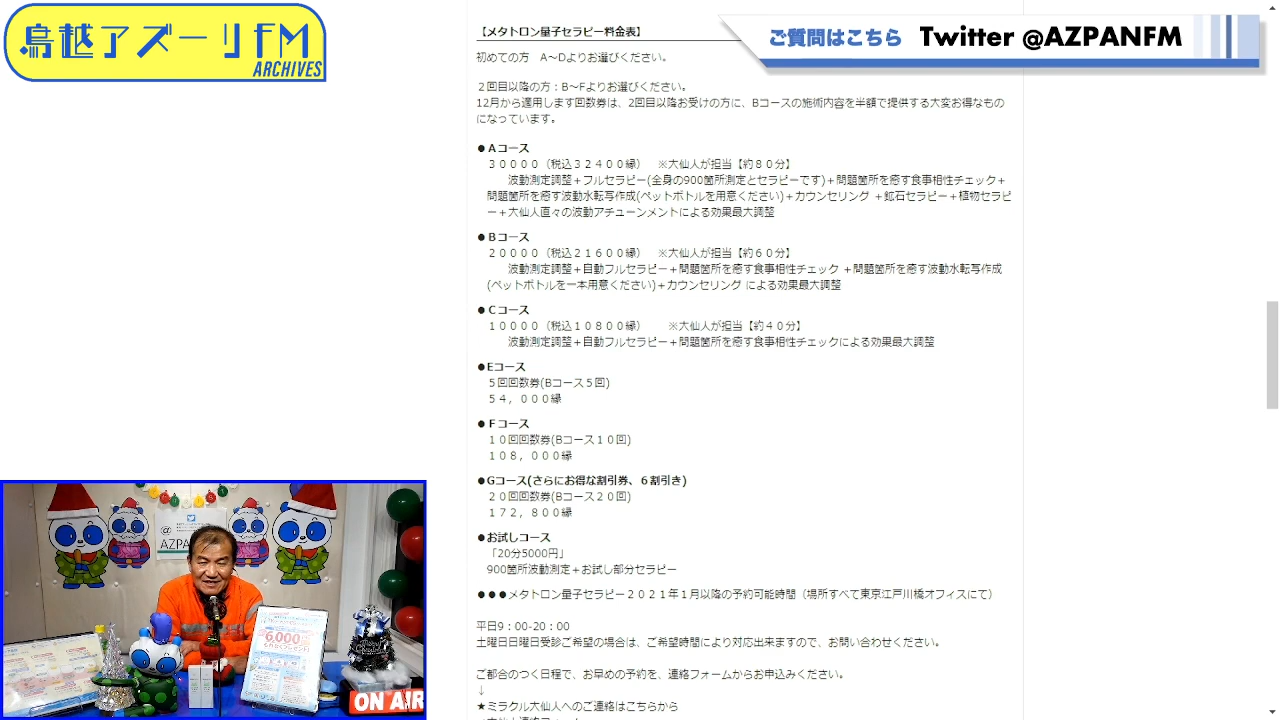 鳥越アズーリFM
ARCHIVES
ご質問はこちら Twitter @AZPANFM
【メタトロン量子セラピー料金表】
初めての方　A～Dよりお選びください。
２回目以降の方：B～Fよりお選びください。
12月から適用します回数券は、2回目以降お受けの方に、Bコースの施術内容を半額で提供する大変お得なもの
になっています。
●Ａコース
３００００（税込３２４００縁）　※大仙人が担当【約８０分】
波動測定調整＋フルセラピー(全身の900箇所測定とセラピーです)＋問題箇所を癒す食事相性チェック＋
問題箇所を癒す波動水転写作成(ペットボトルを用意ください)＋カウンセリング ＋鉱石セラピー＋植物セラピ
ー＋大仙人直々の波動アチューンメントによる効果最大調整
●Ｂコース
２００００（税込２１６００縁）　※大仙人が担当【約６０分】
波動測定調整＋自動フルセラピー＋問題箇所を癒す食事相性チェック ＋問題箇所を癒す波動水転写作成
(ペットボトルを一本用意ください)＋カウンセリング による効果最大調整
●Ｃコース
１００００（税込１０８００縁）　　※大仙人が担当【約４０分】
波動測定調整＋自動フルセラピー＋問題箇所を癒す食事相性チェックによる効果最大調整
●Eコース
５回回数券(Bコース５回)
５４，０００縁
●Ｆコース
１０回回数券(Bコース１０回)
１０８，０００縁
●Gコース(さらにお得な割引券、６割引き)
２０回回数券(Bコース２０回)
１７２，８００縁
●お試しコース
「20分5000円」
900箇所波動測定＋お試し部分セラピー
●●●メタトロン量子セラピー２０２１年１月以降の予約可能時間（場所すべて東京江戸川橋オフィスにて）
平日9：00-20：00
土曜日日曜日受診ご希望の場合は、ご希望時間により対応出来ますので、お問い合わせください。
ご都合のつく日程で、お早めの予約を、連絡フォームからお申込みください。
↓
★ミラクル大仙人へのご連絡はこちらから
@
AZPA
6,000
ON AIR